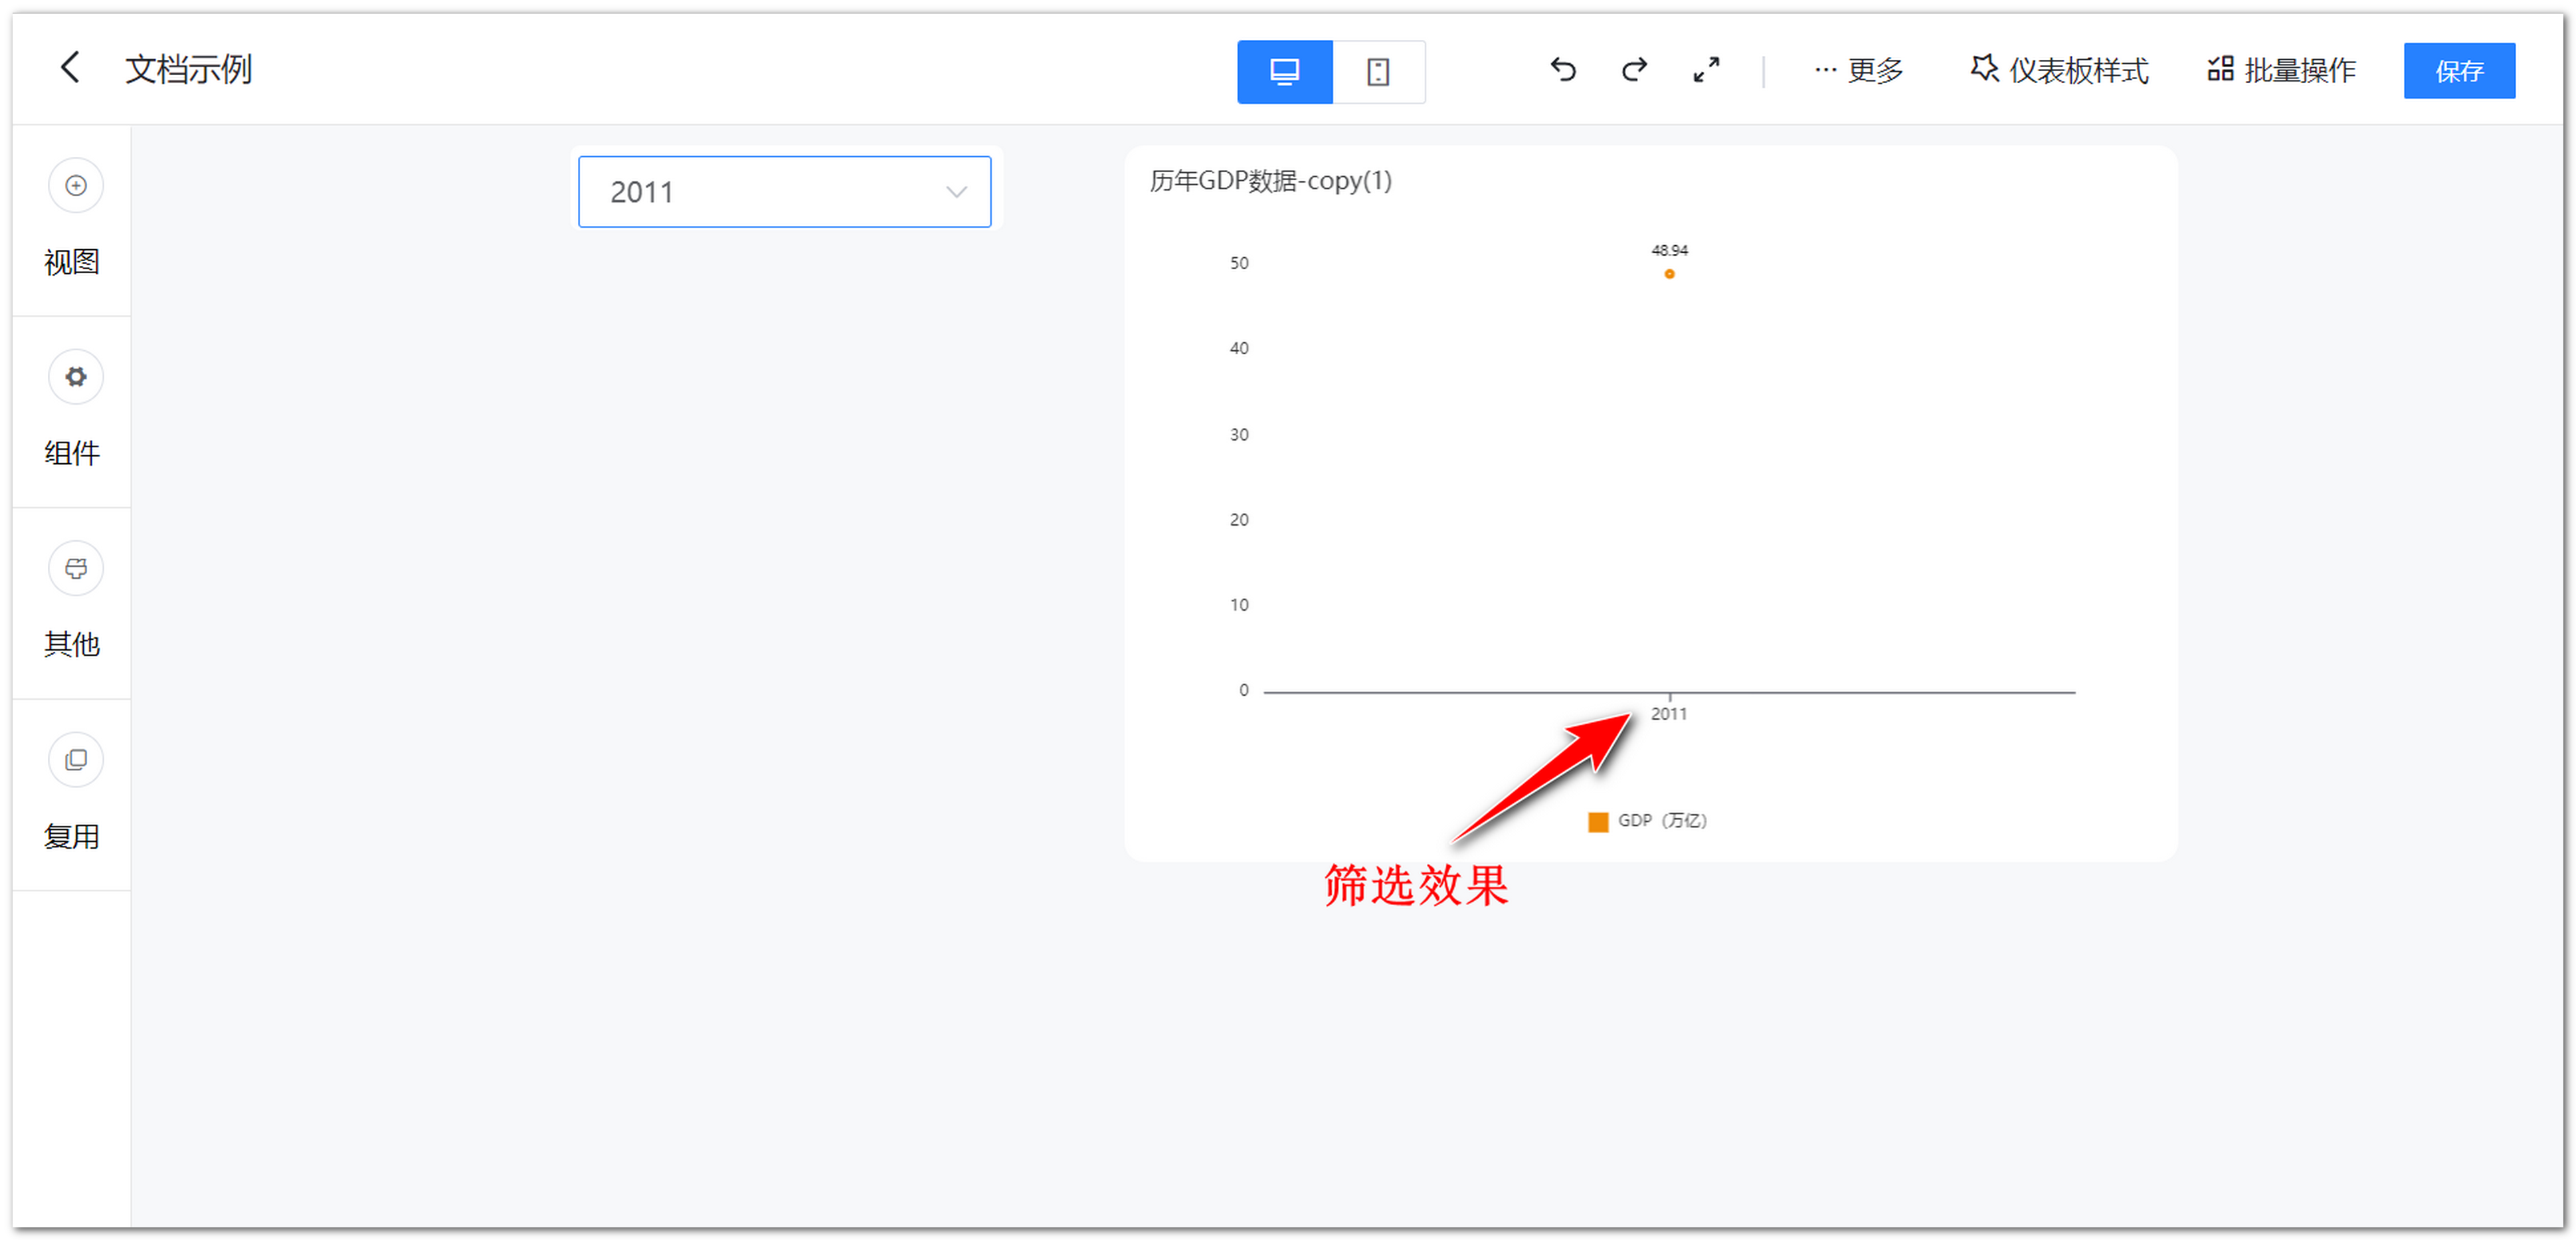 文档示例
更多
仪表板样式
批量操作
保存
视图
组件
其他
复用
2011
历年GDP数据-copy(1)
48.94
50
40
30
20
10
0
2011
GDP（万亿）
筛选效果